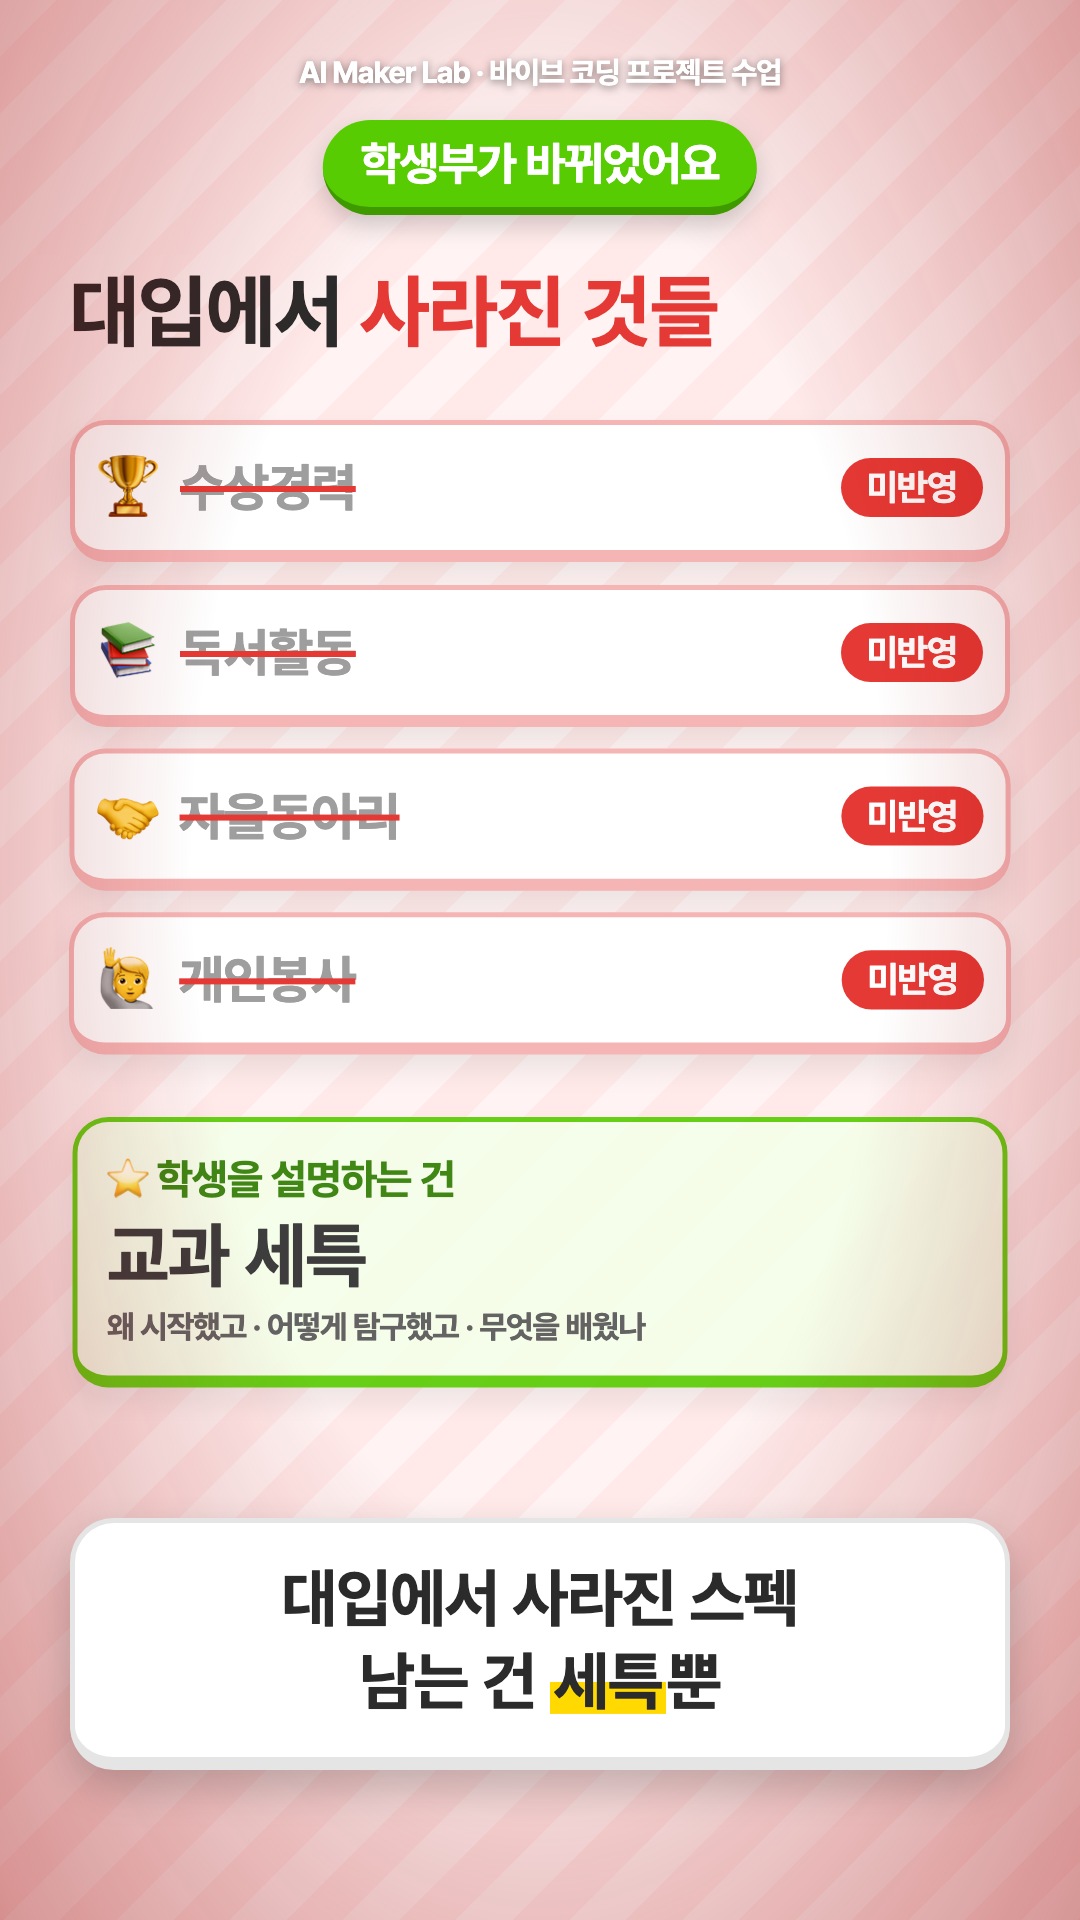 AI Maker Lab · 바이브 코딩 프로젝트 수업
학생부가 바뀌었어요
대입에서 사라진 것들
수상경력 미반영
독서활동 미반영
자율동아리 미반영
개인봉사 미반영
학생을 설명하는 건
교과 세특
왜 시작했고 · 어떻게 탐구했고 · 무엇을 배웠나
대입에서 사라진 스펙
남는 건 세특뿐